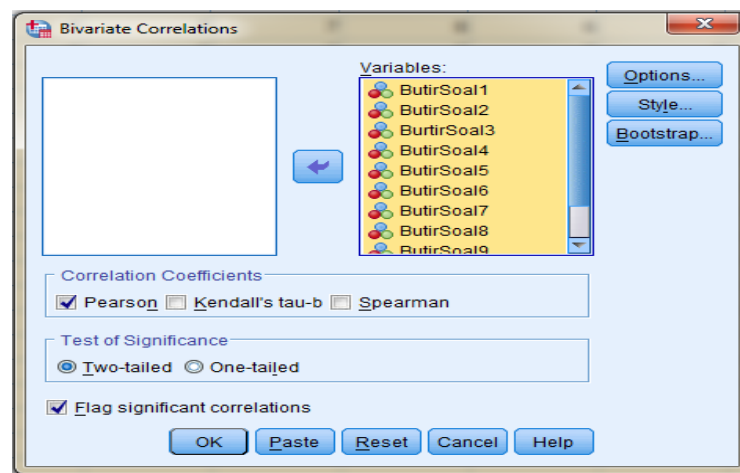 Bivariate Correlations
Variables:
ButirSoal1
ButirSoal2
BurtirSoal3
ButirSoal4
ButirSoal5
ButirSoal6
ButirSoal7
ButirSoal8
ButirSoal9
Options...
Style...
Bootstrap...
Correlation Coefficients
Pearson Kendall's tau-b Spearman
Test of Significance
Two-tailed One-tailed
Flag significant correlations
OK Paste Reset Cancel Help